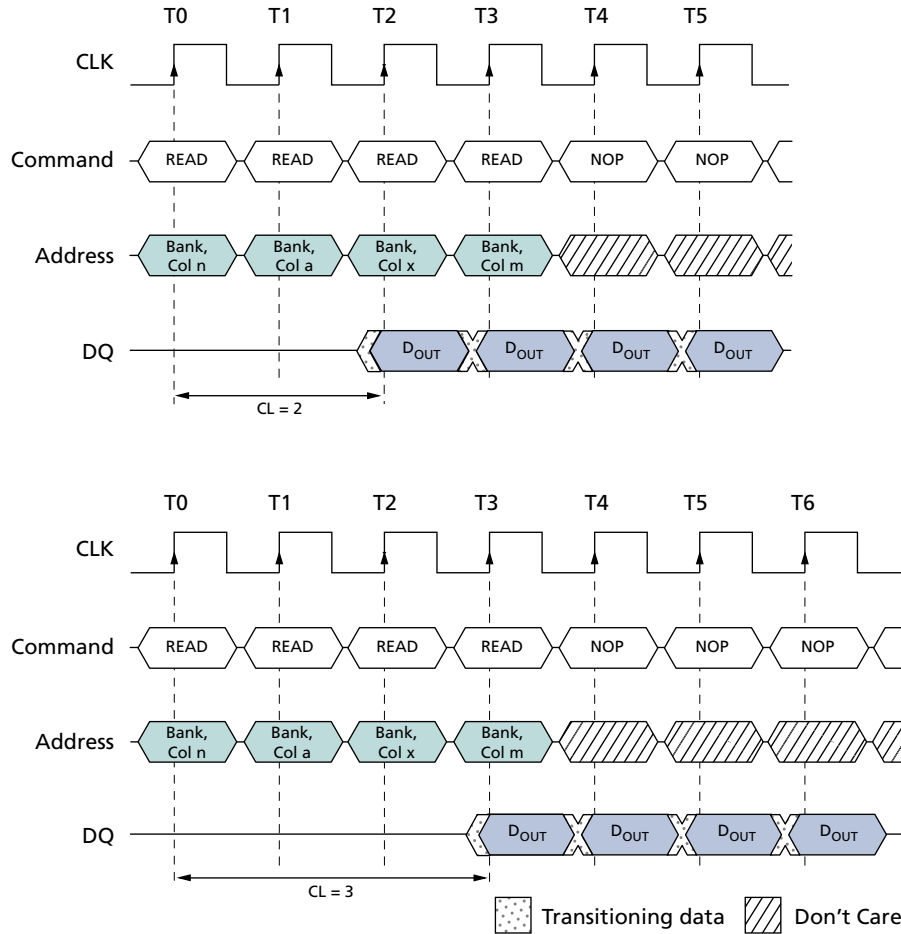 T0 T1 T2 T3 T4 T5
CLK
Command READ READ READ READ NOP NOP
Bank, Bank, Bank, Bank,
Address
Col n Col a Col x Col m
DQ DOUT DOUT DOUT DOUT
CL = 2
T0 T1 T2 T3 T4 T5 T6
CLK
Command READ READ READ READ NOP NOP NOP
Bank, Bank, Bank, Bank,
Address
Col n Col a Col x Col m
DQ DOUT DOUT DOUT DOUT
CL = 3
Transitioning data Don't Care